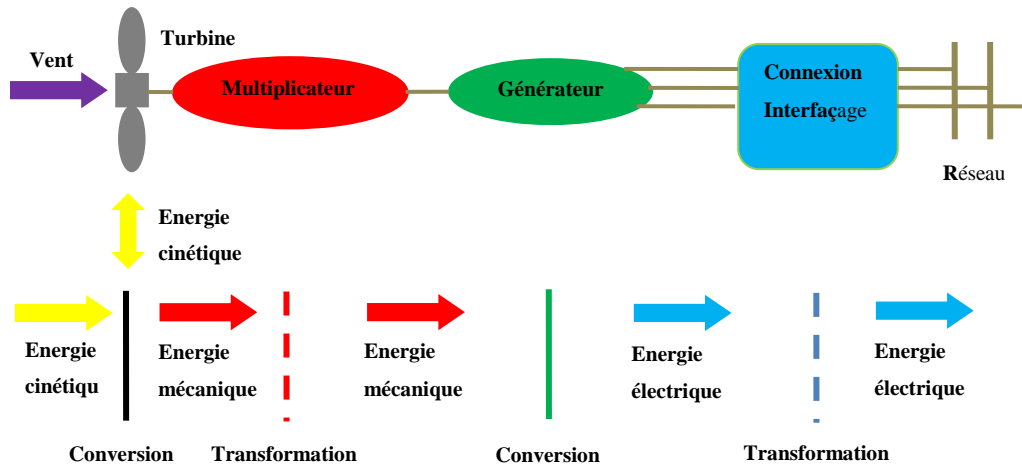 Turbine
Vent
Multiplicateur
Générateur
Connexion
Interfaçage
Réseau
Energie
cinétique
Energie
cinétiqu
Energie
mécanique
Energie
mécanique
Energie
électrique
Energie
électrique
Conversion
Transformation
Conversion
Transformation